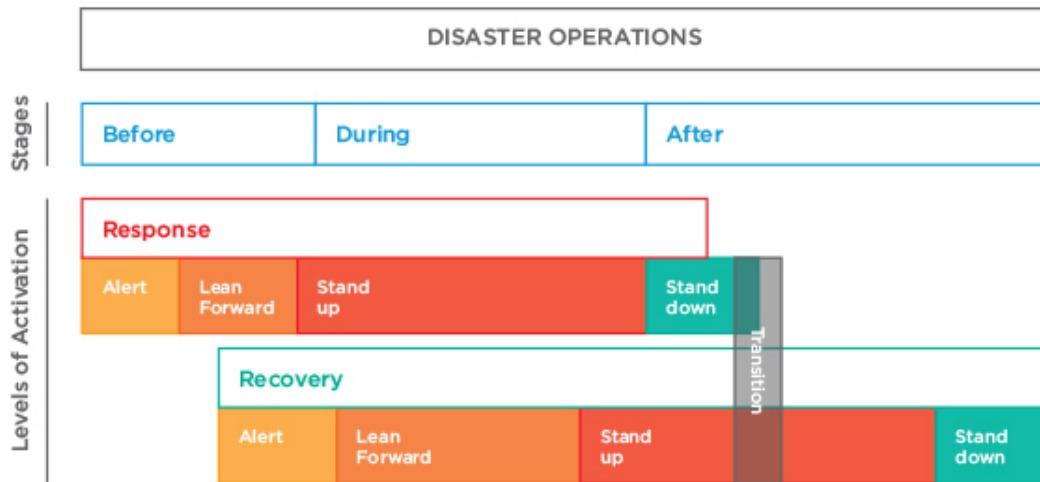 DISASTER OPERATIONS
Stages
Before
During
After
Levels of Activation
Response
Alert
Lean
Forward
Stand
up
Stand
down
Transition
Recovery
Alert
Lean
Forward
Stand
up
Stand
down